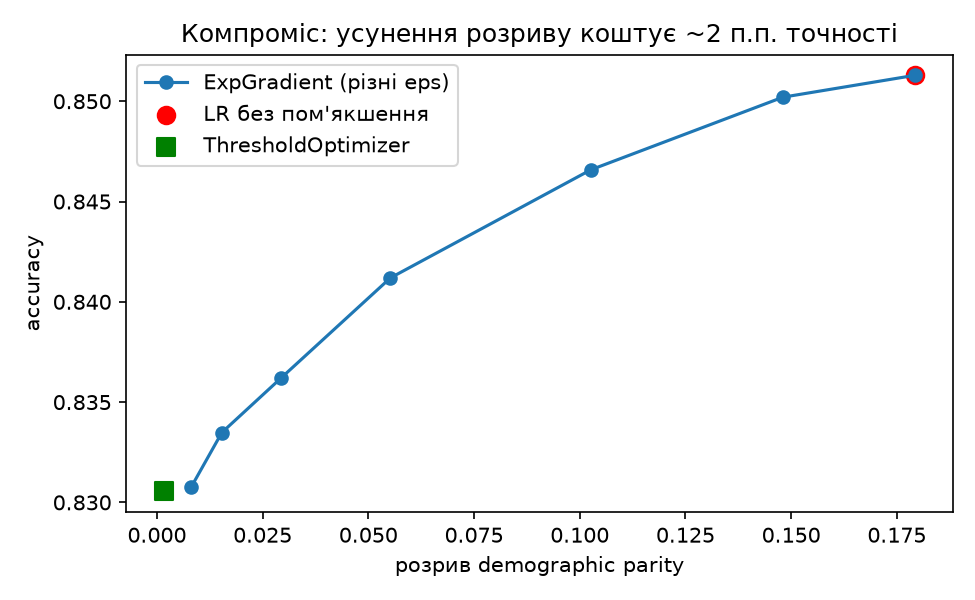 Компроміс: усунення розриву коштує ~2 п.п. точності
ExpGradient (різні eps)
LR без пом'якшення
ThresholdOptimizer
accuracy
0.850
0.845
0.840
0.835
0.830
0.000 0.025 0.050 0.075 0.100 0.125 0.150 0.175
розрив demographic parity